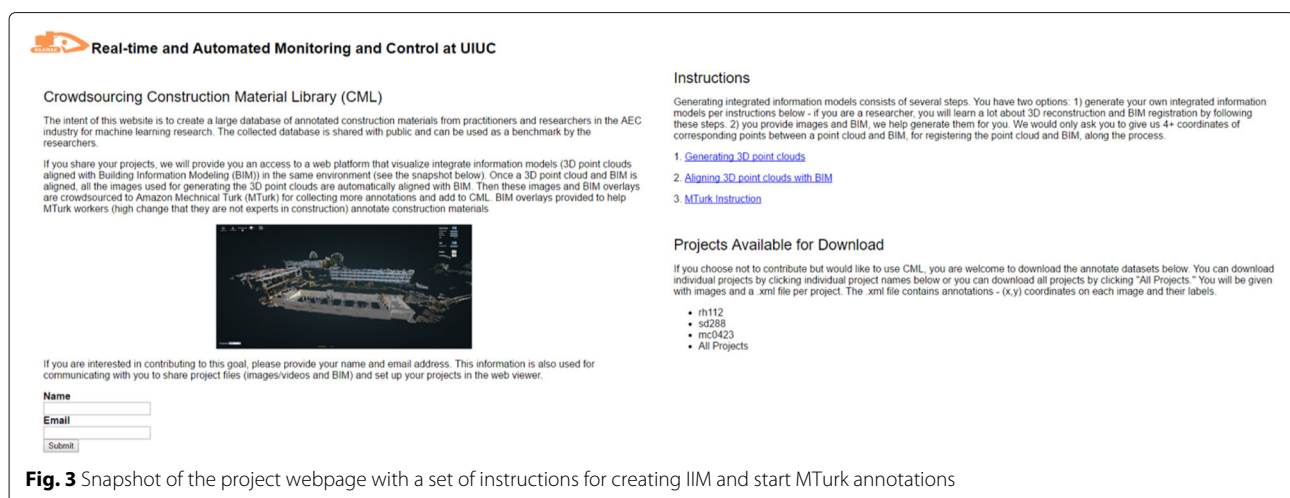 Real-time and Automated Monitoring and Control at UIUC
Crowdsourcing Construction Material Library (CML)
The intent of this website is to create a large database of annotated construction materials from practitioners and researchers in the AEC
industry for machine learning research. The collected database is shared with public and can be used as a benchmark by the
researchers.
If you share your projects, we will provide you an access to a web platform that visualize integrate information models (3D point clouds
aligned with Building Information Modeling (BIM)) in the same environment (see the snapshot below). Once a 3D point cloud and BIM is
aligned, all the images used for generating the 3D point clouds are automatically aligned with BIM. Then these images and BIM overlays
are crowdsourced to Amazon Mechnical Turk (MTurk) for collecting more annotations and add to CML. BIM overlays provided to help
MTurk workers (high change that they are not experts in construction) annotate construction materials
If you are interested in contributing to this goal, please provide your name and email address. This information is also used for
communicating with you to share project files (images/videos and BIM) and set up your projects in the web viewer.
Name
Email
Submit
Instructions
Generating integrated information models consists of several steps. You have two options: 1) generate your own integrated information
models per instructions below - if you are a researcher, you will learn a lot about 3D reconstruction and BIM registration by following
these steps. 2) you provide images and BIM, we help generate them for you. We would only ask you to give us 4+ coordinates of
corresponding points between a point cloud and BIM, for registering the point cloud and BIM, along the process.
1. Generating 3D point clouds
2. Aligning 3D point clouds with BIM
3. MTurk Instruction
Projects Available for Download
If you choose not to contribute but would like to use CML, you are welcome to download the annotate datasets below. You can download
individual projects by clicking individual project names below or you can download all projects by clicking "All Projects." You will be given
with images and a .xml file per project. The .xml file contains annotations - (x,y) coordinates on each image and their labels.
• rh112
• sd288
• mc0423
• All Projects
Fig. 3 Snapshot of the project webpage with a set of instructions for creating IIM and start MTurk annotations